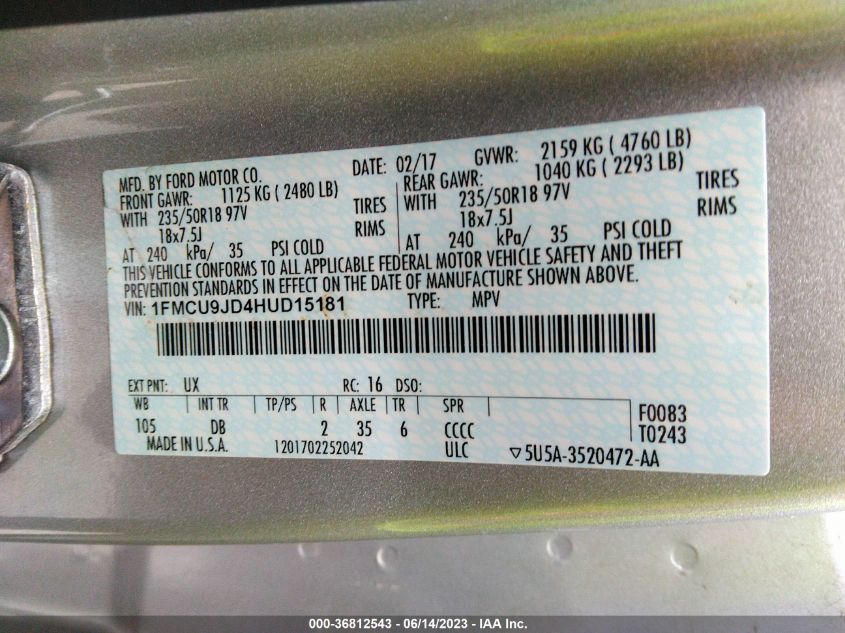 MFD. BY FORD MOTOR CO. DATE: 02/17 GVWR: 2159 KG ( 4760 LB)
FRONT GAWR: 1125 KG ( 2480 LB) REAR GAWR: 1040 KG ( 2293 LB)
WITH 235/50R18 97V TIRES WITH 235/50R18 97V TIRES
18x7.5J RIMS 18x7.5J RIMS
AT 240 kPa/ 35 PSI COLD AT 240 kPa/ 35 PSI COLD
THIS VEHICLE CONFORMS TO ALL APPLICABLE FEDERAL MOTOR VEHICLE SAFETY AND THEFT
PREVENTION STANDARDS IN EFFECT ON THE DATE OF MANUFACTURE SHOWN ABOVE.
VIN: 1FMCU9JD4HUD15181 TYPE: MPV
EXT PNT: UX RC: 16 DSO:
WB INT TR TP/PS R AXLE TR SPR F0083
105 DB 2 35 6 CCCC T0243
MADE IN U.S.A. 1201702252042 ULC ▽5U5A-3520472-AA
000-36812543 - 06/14/2023 - IAA Inc.